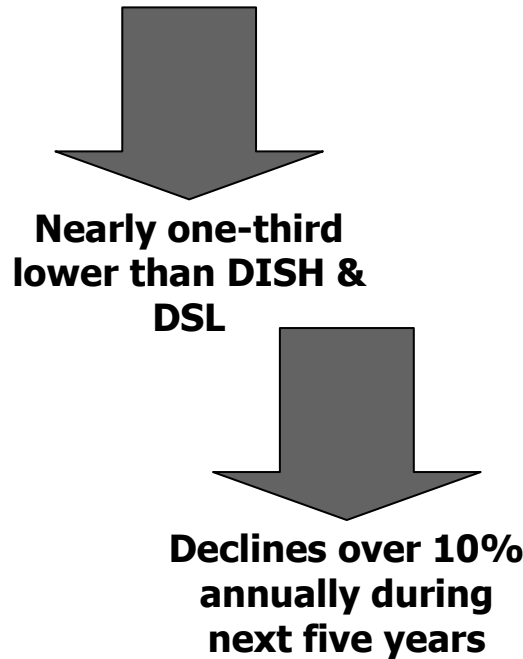 Nearly one-third
lower than DISH &
DSL
Declines over 10%
annually during
next five years